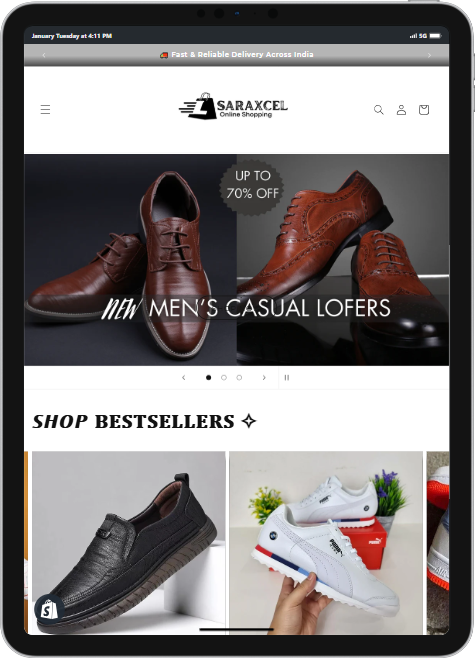 January Tuesday at 4:11 PM
5G
Fast & Reliable Delivery Across India
SARAXCEL
Online Shopping
UP TO
70% OFF
NEW MEN'S CASUAL LOFERS
SHOP BESTSELLERS
PUMA
S